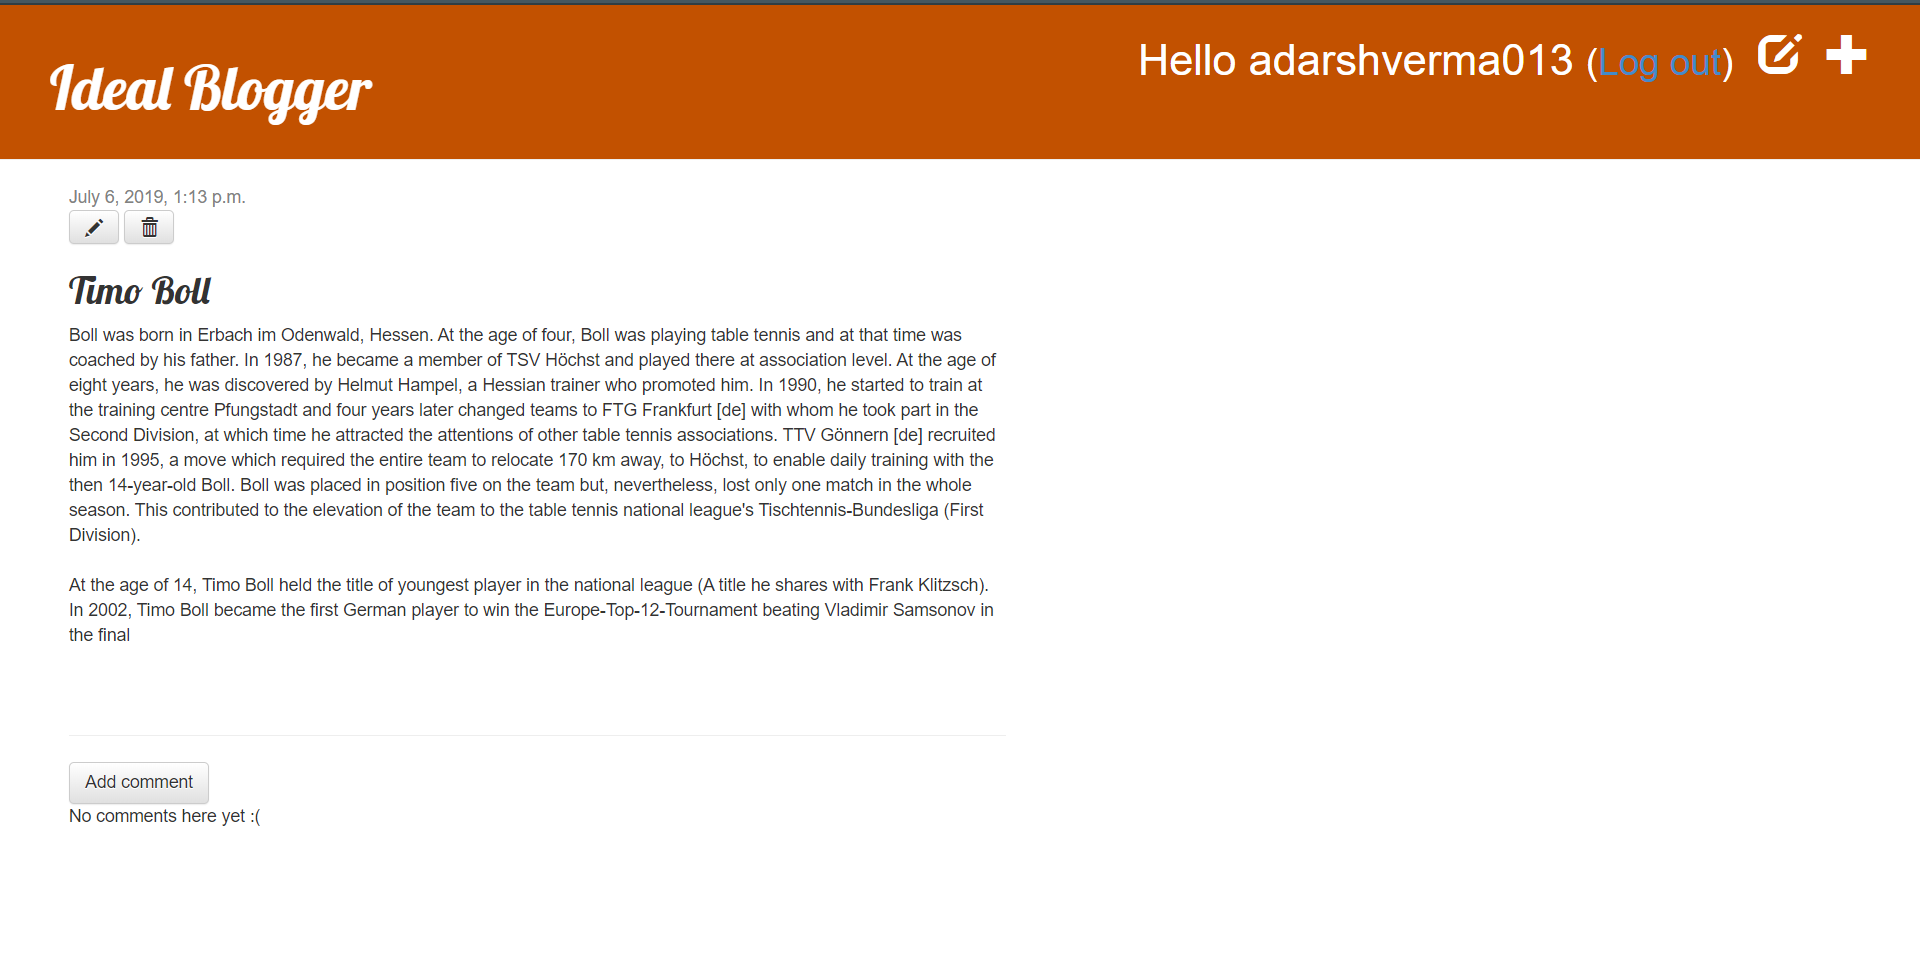 Ideal Blogger
Hello adarshverma013 (Log out)
July 6, 2019, 1:13 p.m.
Timo Boll
Boll was born in Erbach im Odenwald, Hessen. At the age of four, Boll was playing table tennis and at that time was
coached by his father. In 1987, he became a member of TSV Höchst and played there at association level. At the age of
eight years, he was discovered by Helmut Hampel, a Hessian trainer who promoted him. In 1990, he started to train at
the training centre Pfungstadt and four years later changed teams to FTG Frankfurt [de] with whom he took part in the
Second Division, at which time he attracted the attentions of other table tennis associations. TTV Gönnern [de] recruited
him in 1995, a move which required the entire team to relocate 170 km away, to Höchst, to enable daily training with the
then 14-year-old Boll. Boll was placed in position five on the team but, nevertheless, lost only one match in the whole
season. This contributed to the elevation of the team to the table tennis national league's Tischtennis-Bundesliga (First
Division).
At the age of 14, Timo Boll held the title of youngest player in the national league (A title he shares with Frank Klitzsch).
In 2002, Timo Boll became the first German player to win the Europe-Top-12-Tournament beating Vladimir Samsonov in
the final
Add comment
No comments here yet :(